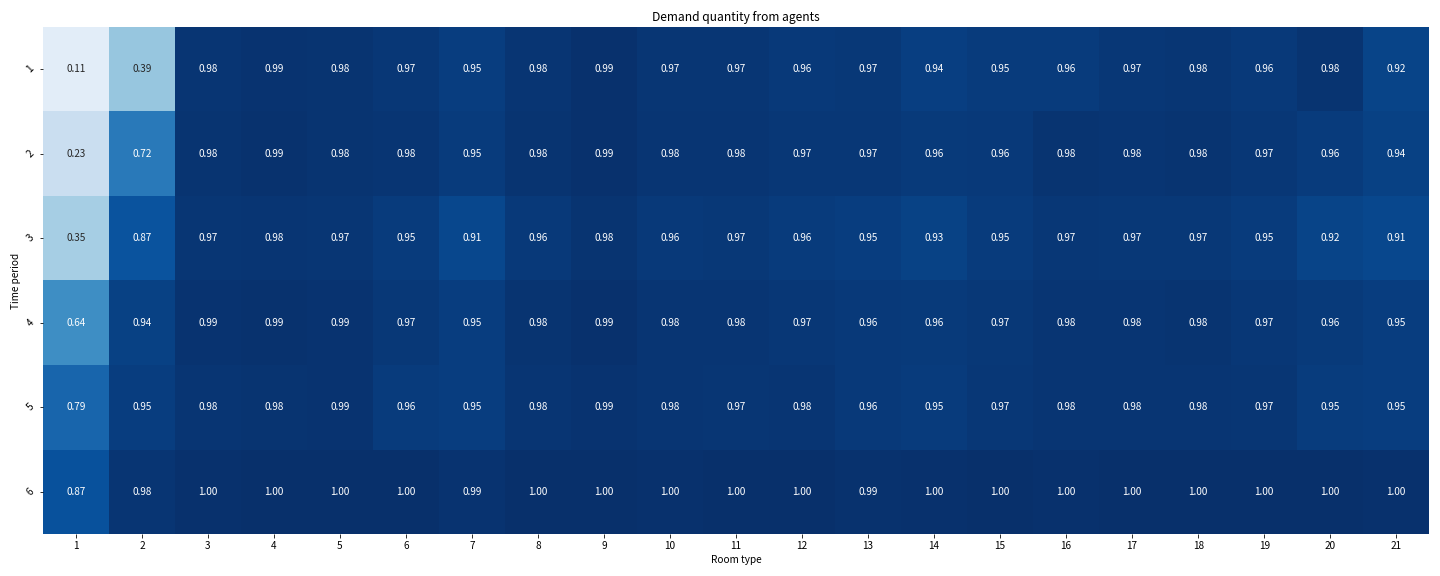 Demand quantity from agents
Time period
1 0.11 0.39 0.98 0.99 0.98 0.97 0.95 0.98 0.99 0.97 0.97 0.96 0.97 0.94 0.95 0.96 0.97 0.98 0.96 0.98 0.92
2 0.23 0.72 0.98 0.99 0.98 0.98 0.95 0.98 0.99 0.98 0.98 0.97 0.97 0.96 0.96 0.98 0.98 0.98 0.97 0.96 0.94
3 0.35 0.87 0.97 0.98 0.97 0.95 0.91 0.96 0.98 0.96 0.97 0.96 0.95 0.93 0.95 0.97 0.97 0.97 0.95 0.92 0.91
4 0.64 0.94 0.99 0.99 0.99 0.97 0.95 0.98 0.99 0.98 0.98 0.97 0.96 0.96 0.97 0.98 0.98 0.98 0.97 0.96 0.95
5 0.79 0.95 0.98 0.98 0.99 0.96 0.95 0.98 0.99 0.98 0.97 0.98 0.96 0.95 0.97 0.98 0.98 0.98 0.97 0.95 0.95
6 0.87 0.98 1.00 1.00 1.00 1.00 0.99 1.00 1.00 1.00 1.00 1.00 0.99 1.00 1.00 1.00 1.00 1.00 1.00 1.00 1.00
1 2 3 4 5 6 7 8 9 10 11 12 13 14 15 16 17 18 19 20 21
Room type